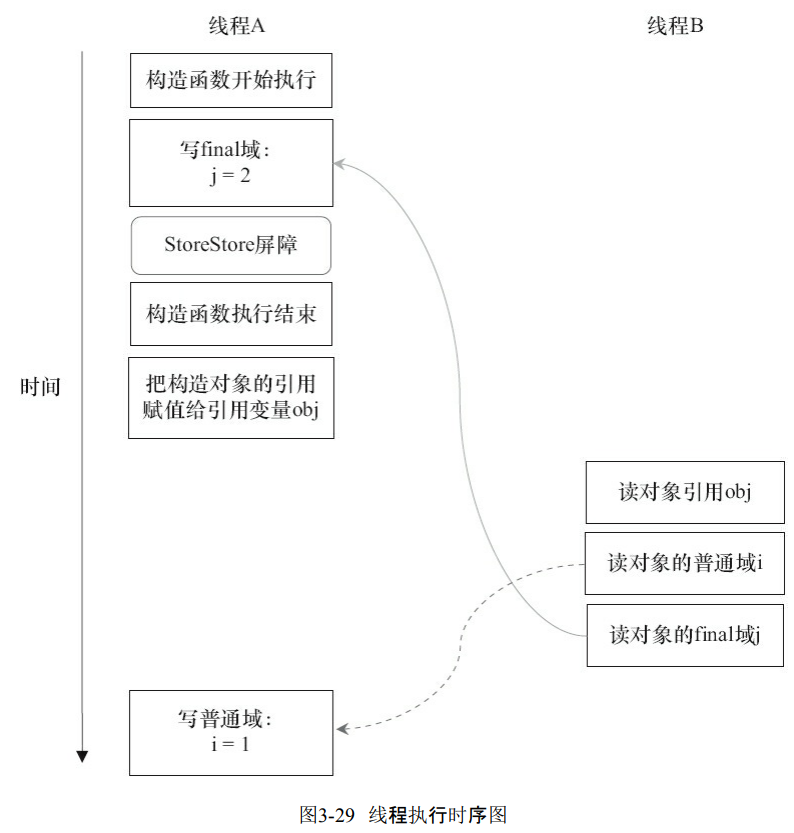 线程A
线程B
构造函数开始执行
写final域：
j = 2
StoreStore屏障
构造函数执行结束
时间
把构造对象的引用
赋值给引用变量obj
读对象引用obj
读对象的普通域i
读对象的final域j
写普通域：
i = 1
图3-29 线程执行时序图